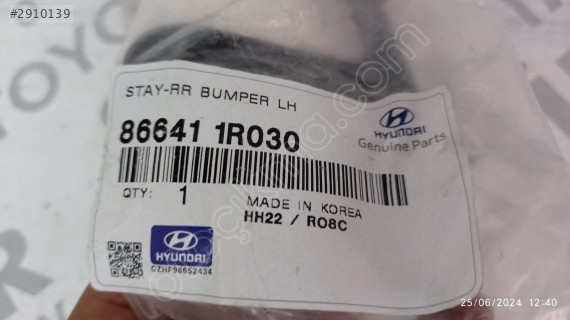 #2910139
STAY-RR BUMPER LH
86641 1R030
HYUNDAI
Genuine Parts
QTY: 1
MADE IN KOREA
HH22 / R08C
HYUNDAI
CZHF98652434
25/06/2024 12:40